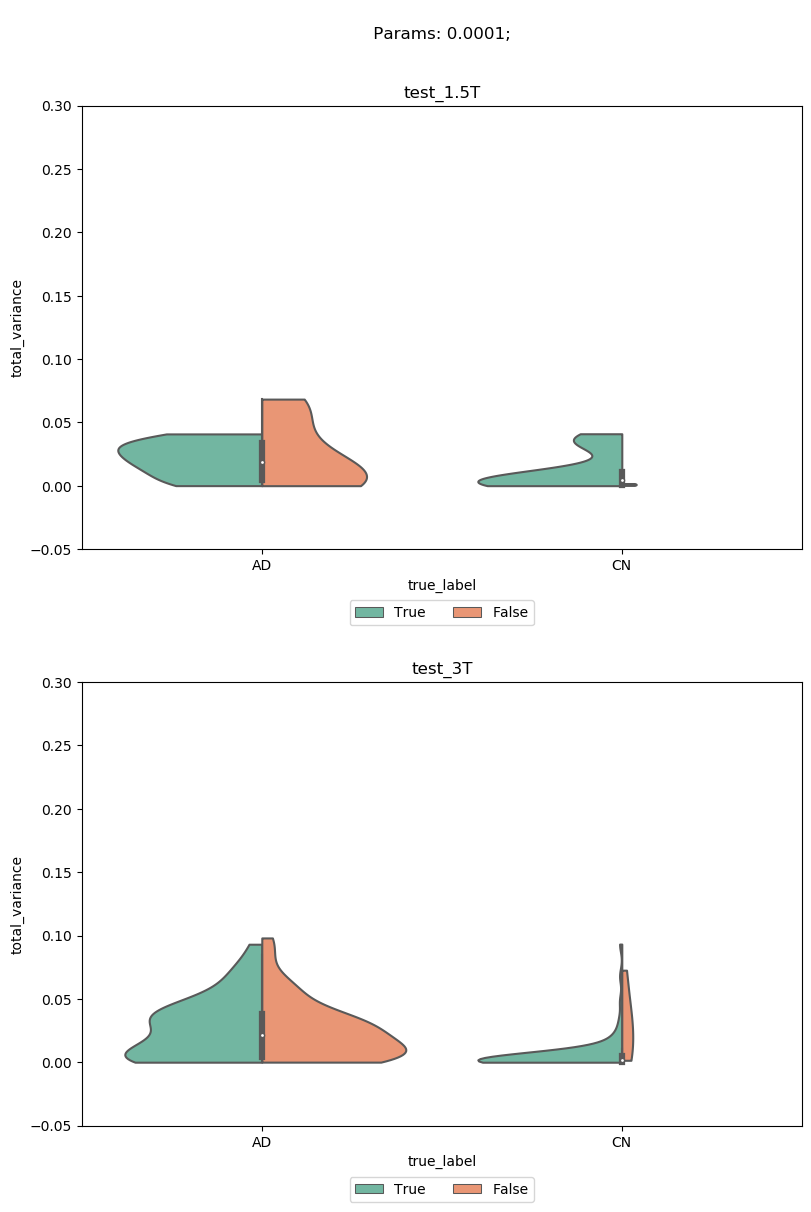 Params: 0.0001;
test_1.5T
0.30
0.25
0.20
0.15
0.10
0.05
0.00
−0.05
total_variance
AD CN
true_label
True False
test_3T
0.30
0.25
0.20
0.15
0.10
0.05
0.00
−0.05
total_variance
AD CN
true_label
True False